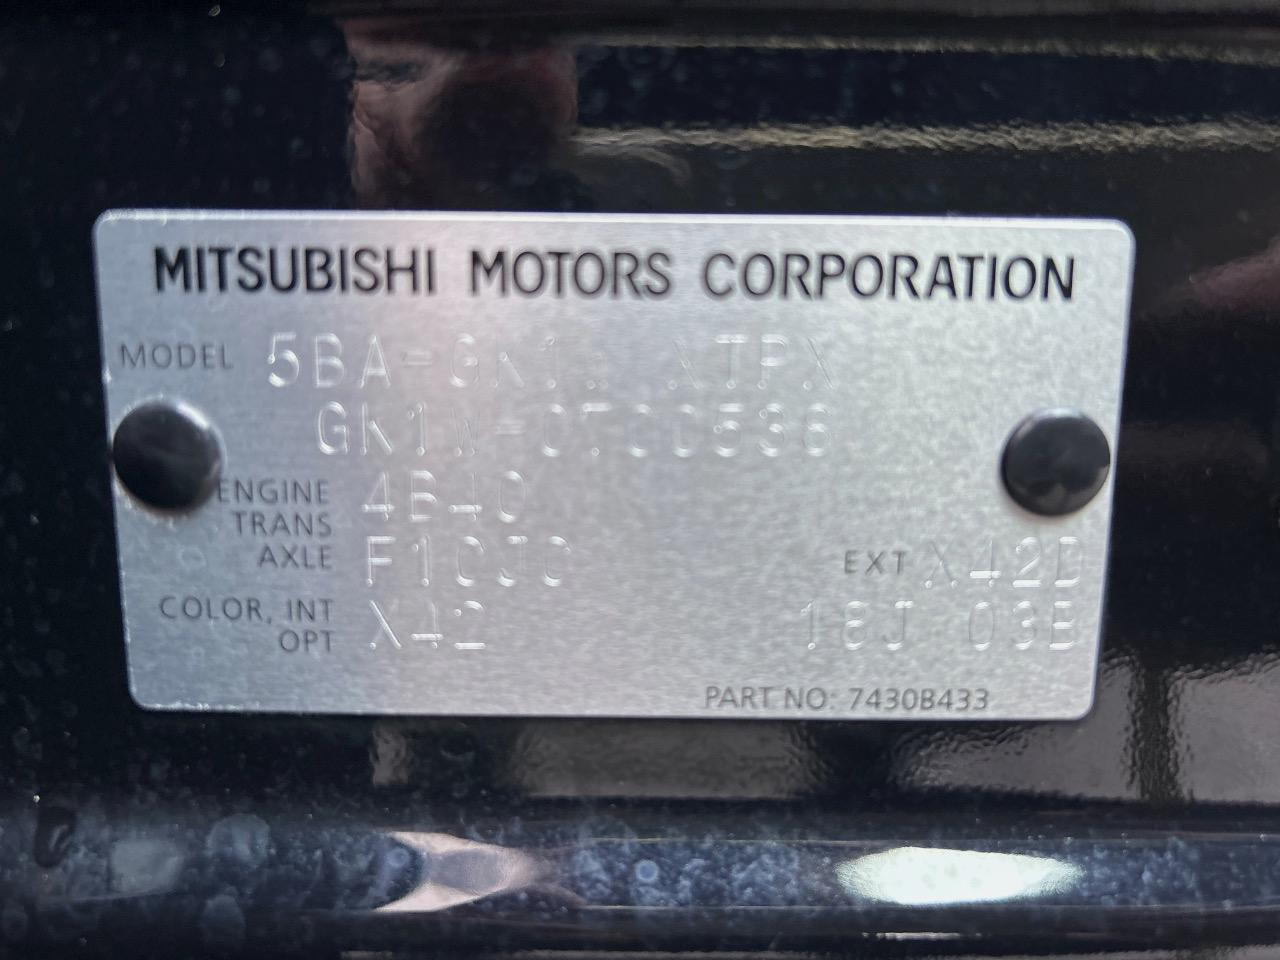 MITSUBISHI MOTORS CORPORATION
MODEL 5BA-GK1W XTPX
GK1W-0700536
ENGINE 4B40
TRANS
AXLE F1CJC EXT X42D
COLOR, INT X42
OPT 18J 03B
PART NO: 7430B433